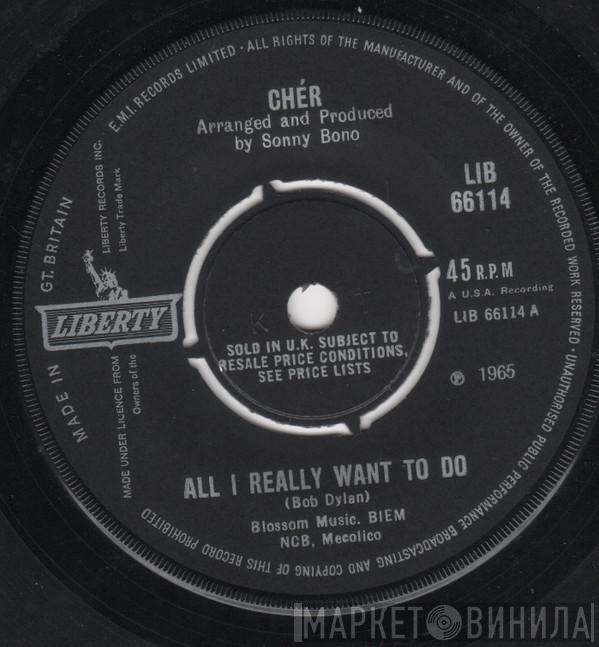 E.M.I. RECORDS LIMITED · ALL RIGHTS OF THE MANUFACTURER AND OF THE OWNER OF THE RECORDED WORK RESERVED · UNAUTHORISED PUBLIC PERFORMANCE BROADCASTING AND COPYING OF THIS RECORD PROHIBITED
MADE IN GT. BRITAIN
CHÉR
Arranged and Produced
by Sonny Bono
LIBERTY RECORDS INC.
Liberty Trade Mark
LIBERTY
MADE UNDER LICENCE FROM
Owners of the
LIB
66114
45 R.P.M
A U.S.A. Recording
LIB 66114 A
K T
SOLD IN U.K. SUBJECT TO
RESALE PRICE CONDITIONS,
SEE PRICE LISTS
℗ 1965
ALL I REALLY WANT TO DO
(Bob Dylan)
Blossom Music. BIEM
NCB, Mecolico
МАРКЕТ ВИНИЛА